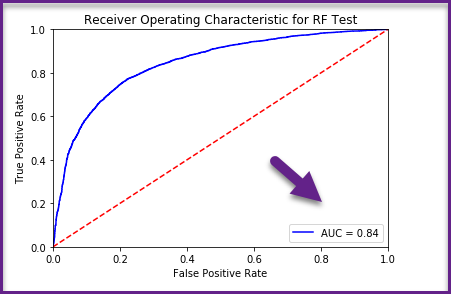 Receiver Operating Characteristic for RF Test
True Positive Rate
1.0
0.8
0.6
0.4
0.2
0.0
AUC = 0.84
0.0 0.2 0.4 0.6 0.8 1.0
False Positive Rate